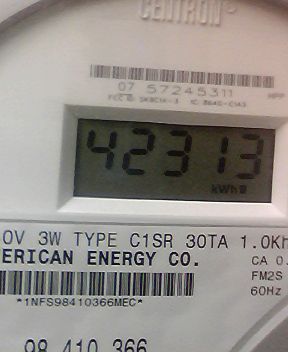 CENTRON
07 57245311
42313
kWh
0V 3W TYPE C1SR 30TA 1.0Kh
ERICAN ENERGY CO. CA 0.
FM2S
*1NFS98410366MEC* 60Hz
98 410 366